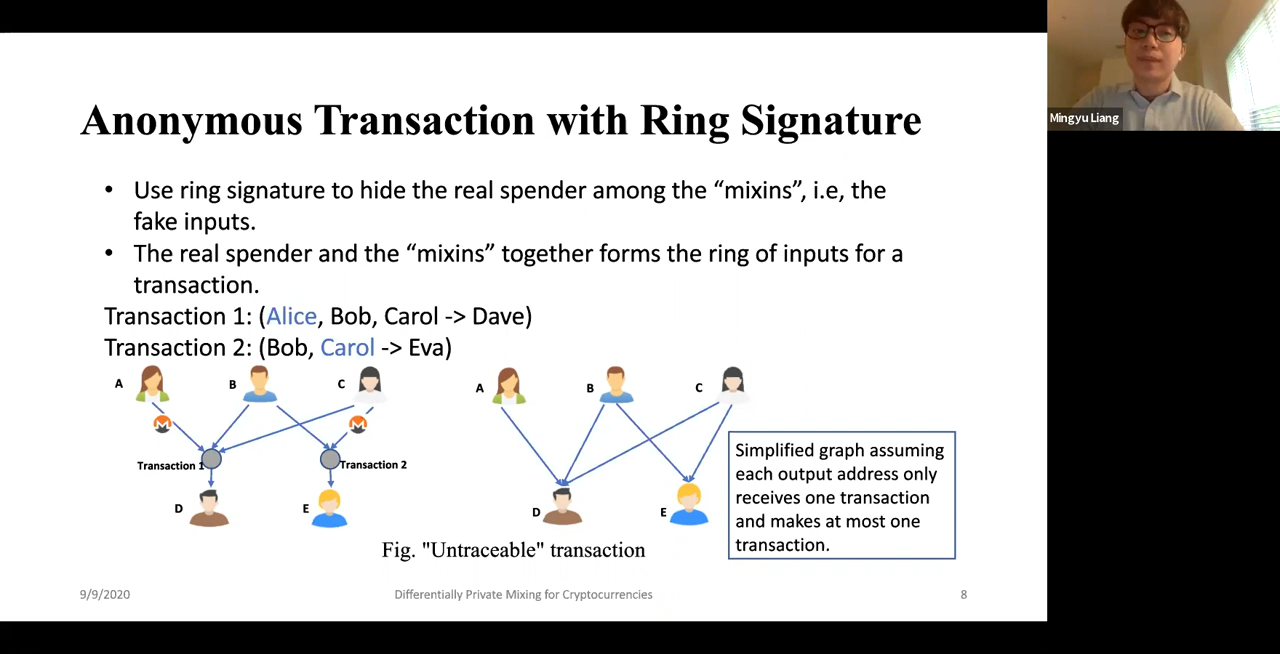 Anonymous Transaction with Ring Signature
• Use ring signature to hide the real spender among the “mixins”, i.e, the
fake inputs.
• The real spender and the “mixins” together forms the ring of inputs for a
transaction.
Transaction 1: (Alice, Bob, Carol -> Dave)
Transaction 2: (Bob, Carol -> Eva)
A B C
Transaction 1 Transaction 2
D E
A B C
D E
Simplified graph assuming
each output address only
receives one transaction
and makes at most one
transaction.
Fig. "Untraceable" transaction
9/9/2020 Differentially Private Mixing for Cryptocurrencies 8
Mingyu Liang